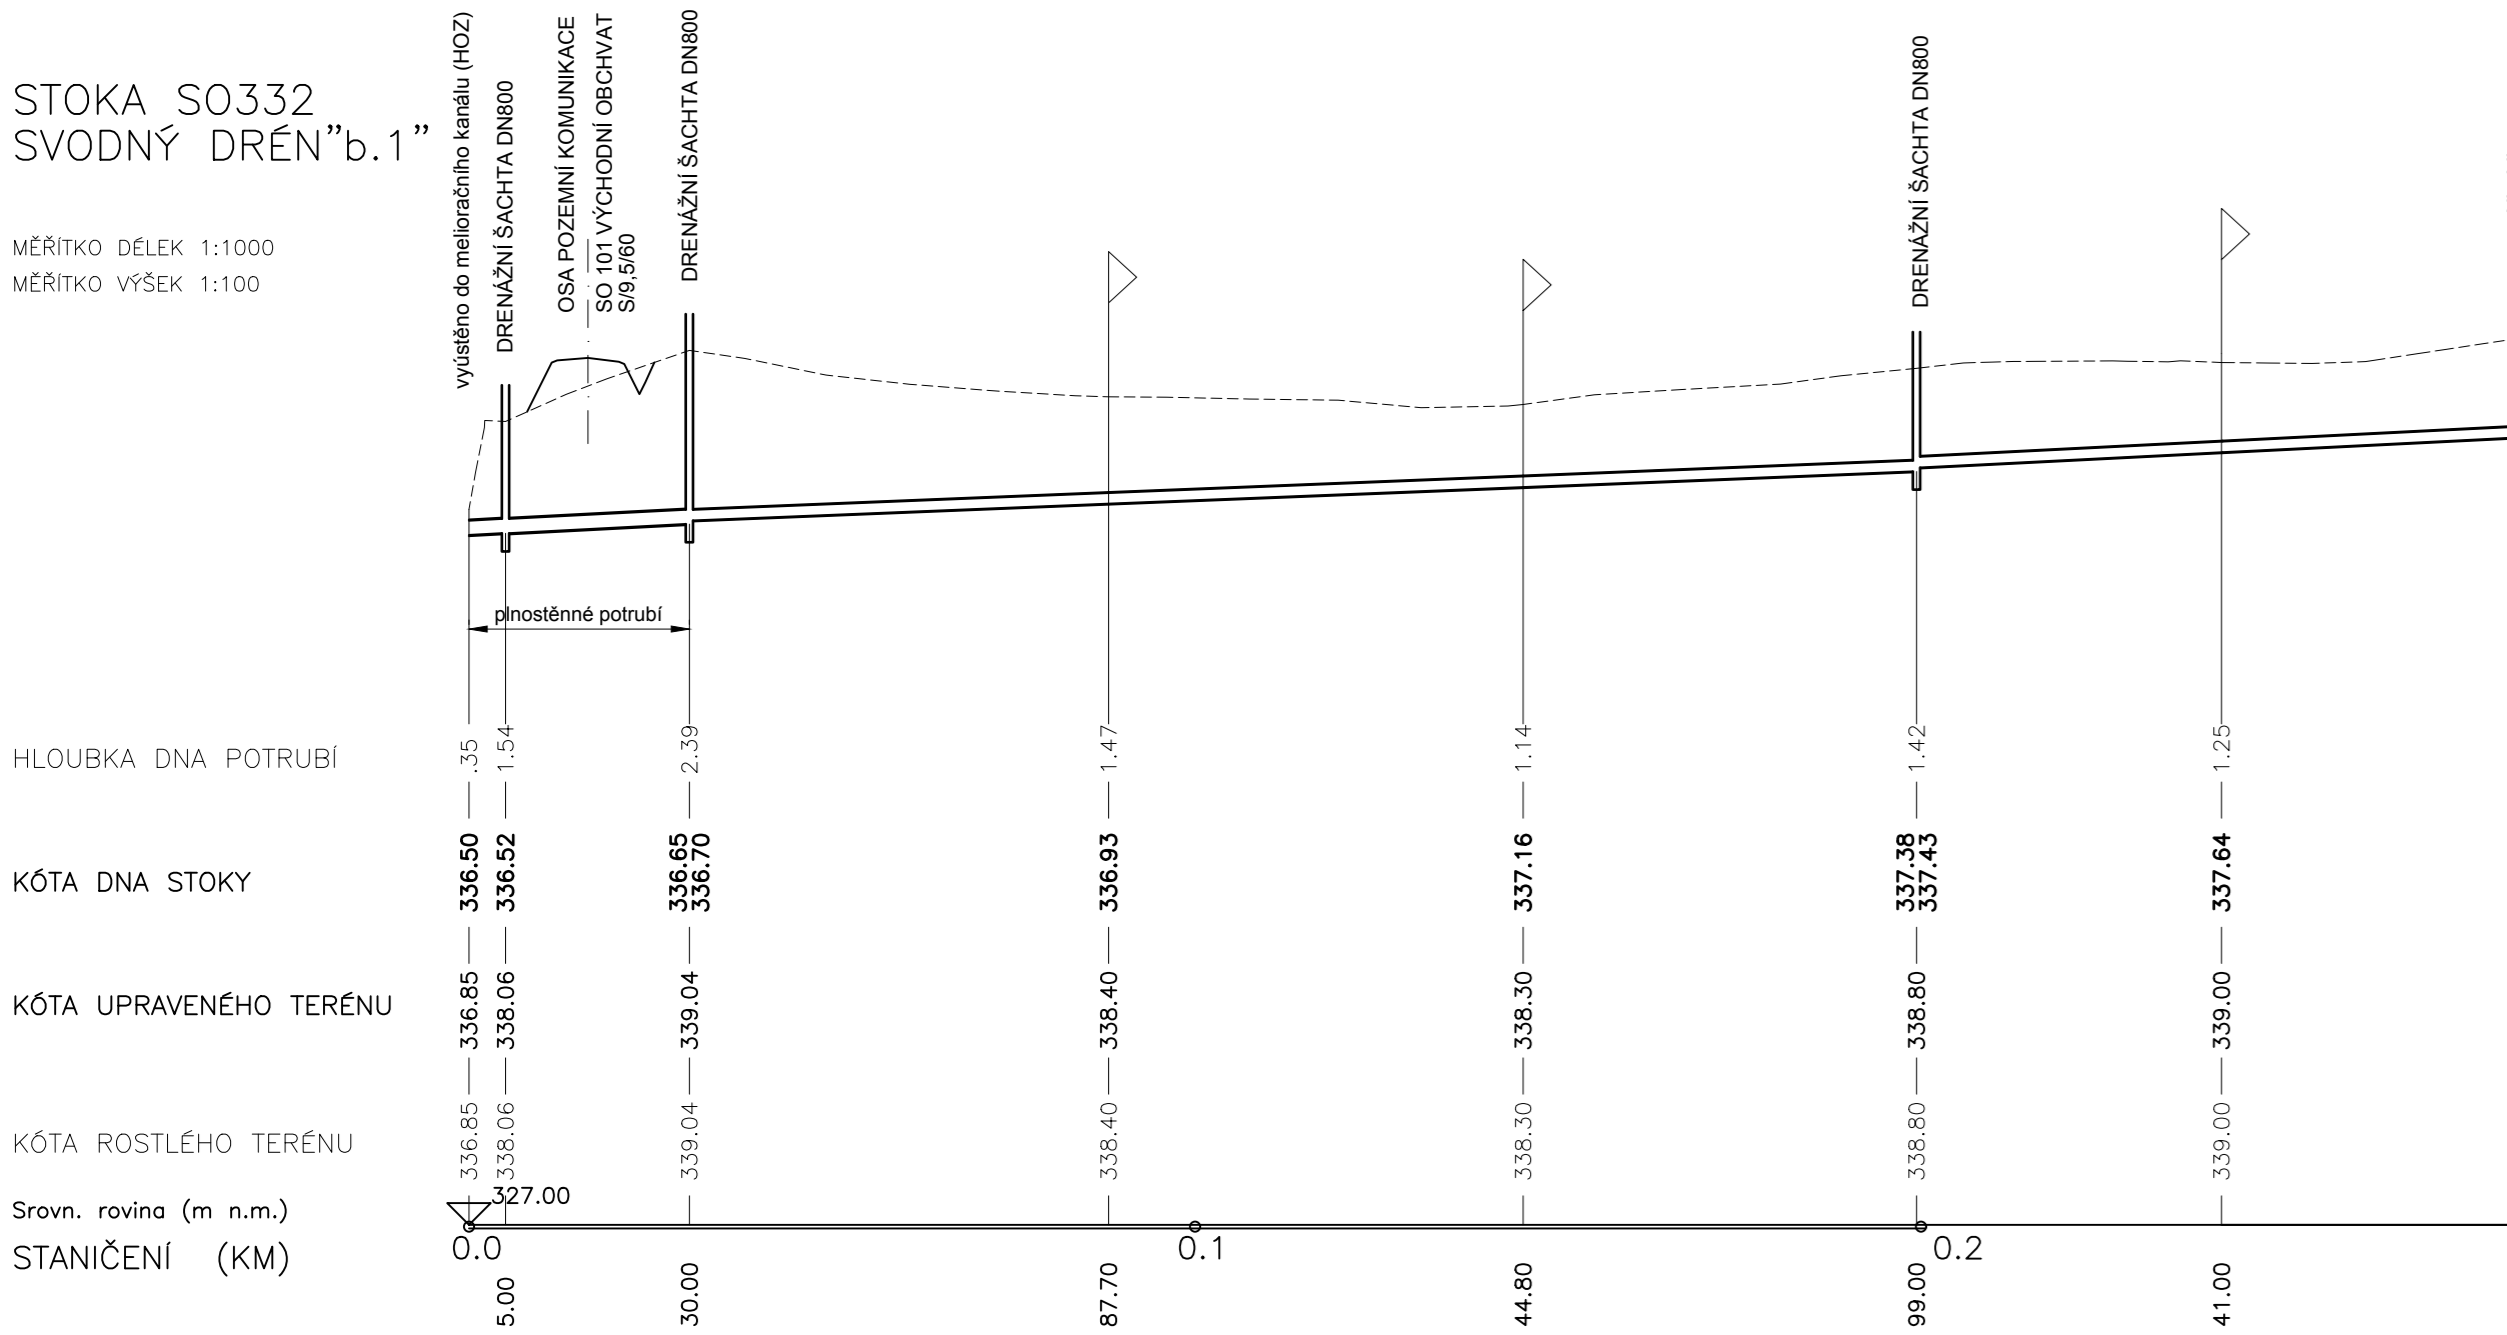 STOKA SO332
SVODNÝ DRÉN"b.1"
MĚŘÍTKO DÉLEK 1:1000
MĚŘÍTKO VÝŠEK 1:100
vyústěno do melioračního kanálu (HOZ)
DRENÁŽNÍ ŠACHTA DN800
OSA POZEMNÍ KOMUNIKACE
SO 101 VÝCHODNÍ OBCHVAT
S/9,5/60
DRENÁŽNÍ ŠACHTA DN800
DRENÁŽNÍ ŠACHTA DN800
plnostěnné potrubí
HLOUBKA DNA POTRUBÍ .35 1.54 2.39 1.47 1.14 1.42 1.25
KÓTA DNA STOKY 336.50 336.52 336.65 336.70 336.93 337.16 337.38 337.43 337.64
KÓTA UPRAVENÉHO TERÉNU 336.85 338.06 339.04 338.40 338.30 338.80 339.00
KÓTA ROSTLÉHO TERÉNU 336.85 338.06 339.04 338.40 338.30 338.80 339.00
Srovn. rovina (m n.m.) 327.00
STANIČENÍ (KM) 0.0 0.1 0.2
5.00 30.00 87.70 44.80 99.00 41.00